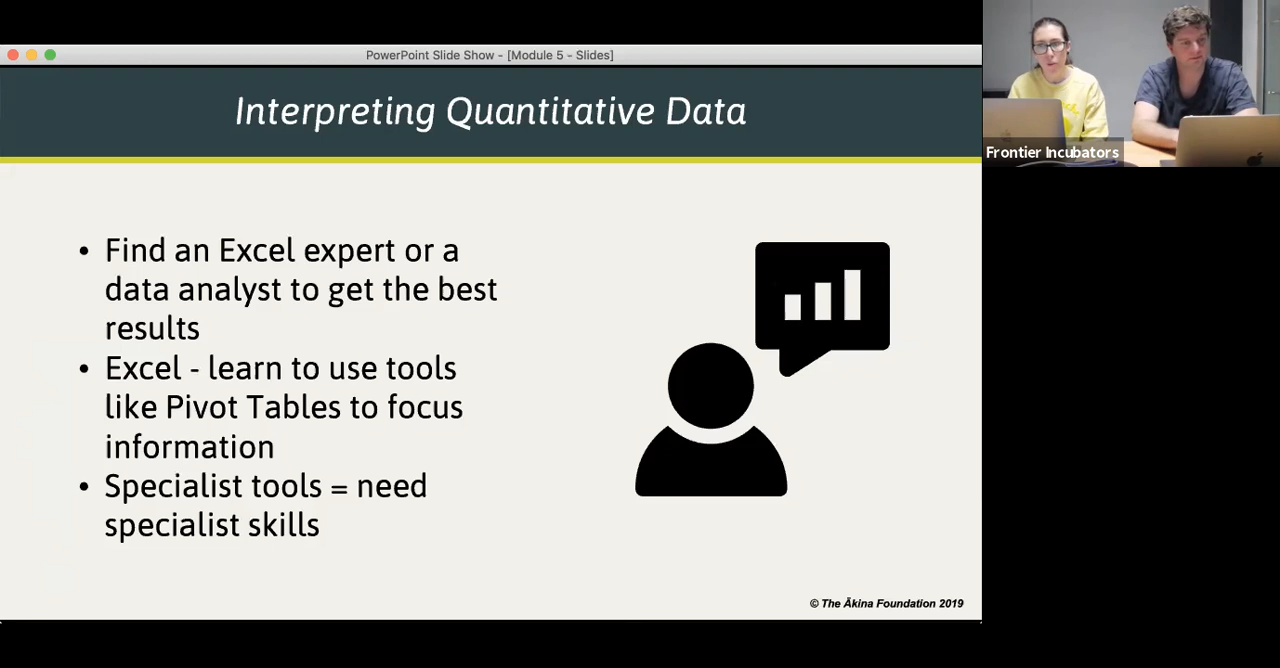 PowerPoint Slide Show - [Module 5 - Slides]
Interpreting Quantitative Data
Frontier Incubators
• Find an Excel expert or a
data analyst to get the best
results
• Excel - learn to use tools
like Pivot Tables to focus
information
• Specialist tools = need
specialist skills
© The Ākina Foundation 2019